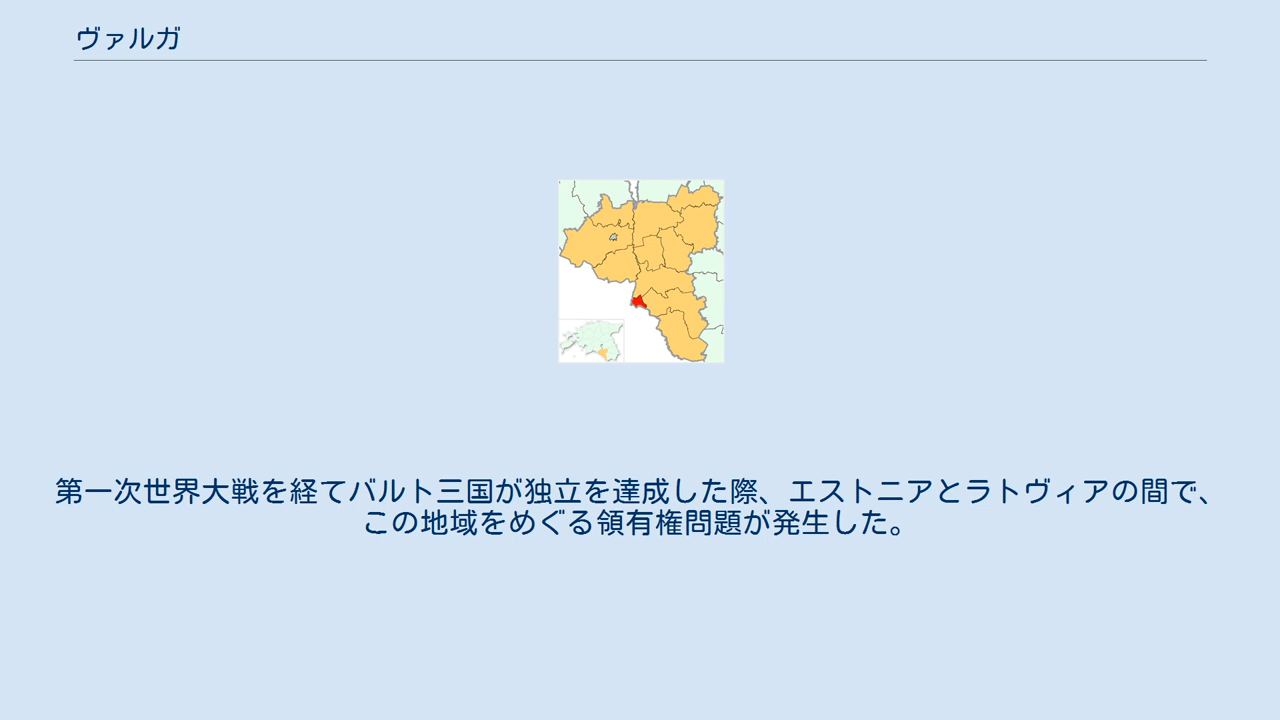 ヴァルガ
第一次世界大戦を経てバルト三国が独立を達成した際、エストニアとラトヴィアの間で、
この地域をめぐる領有権問題が発生した。